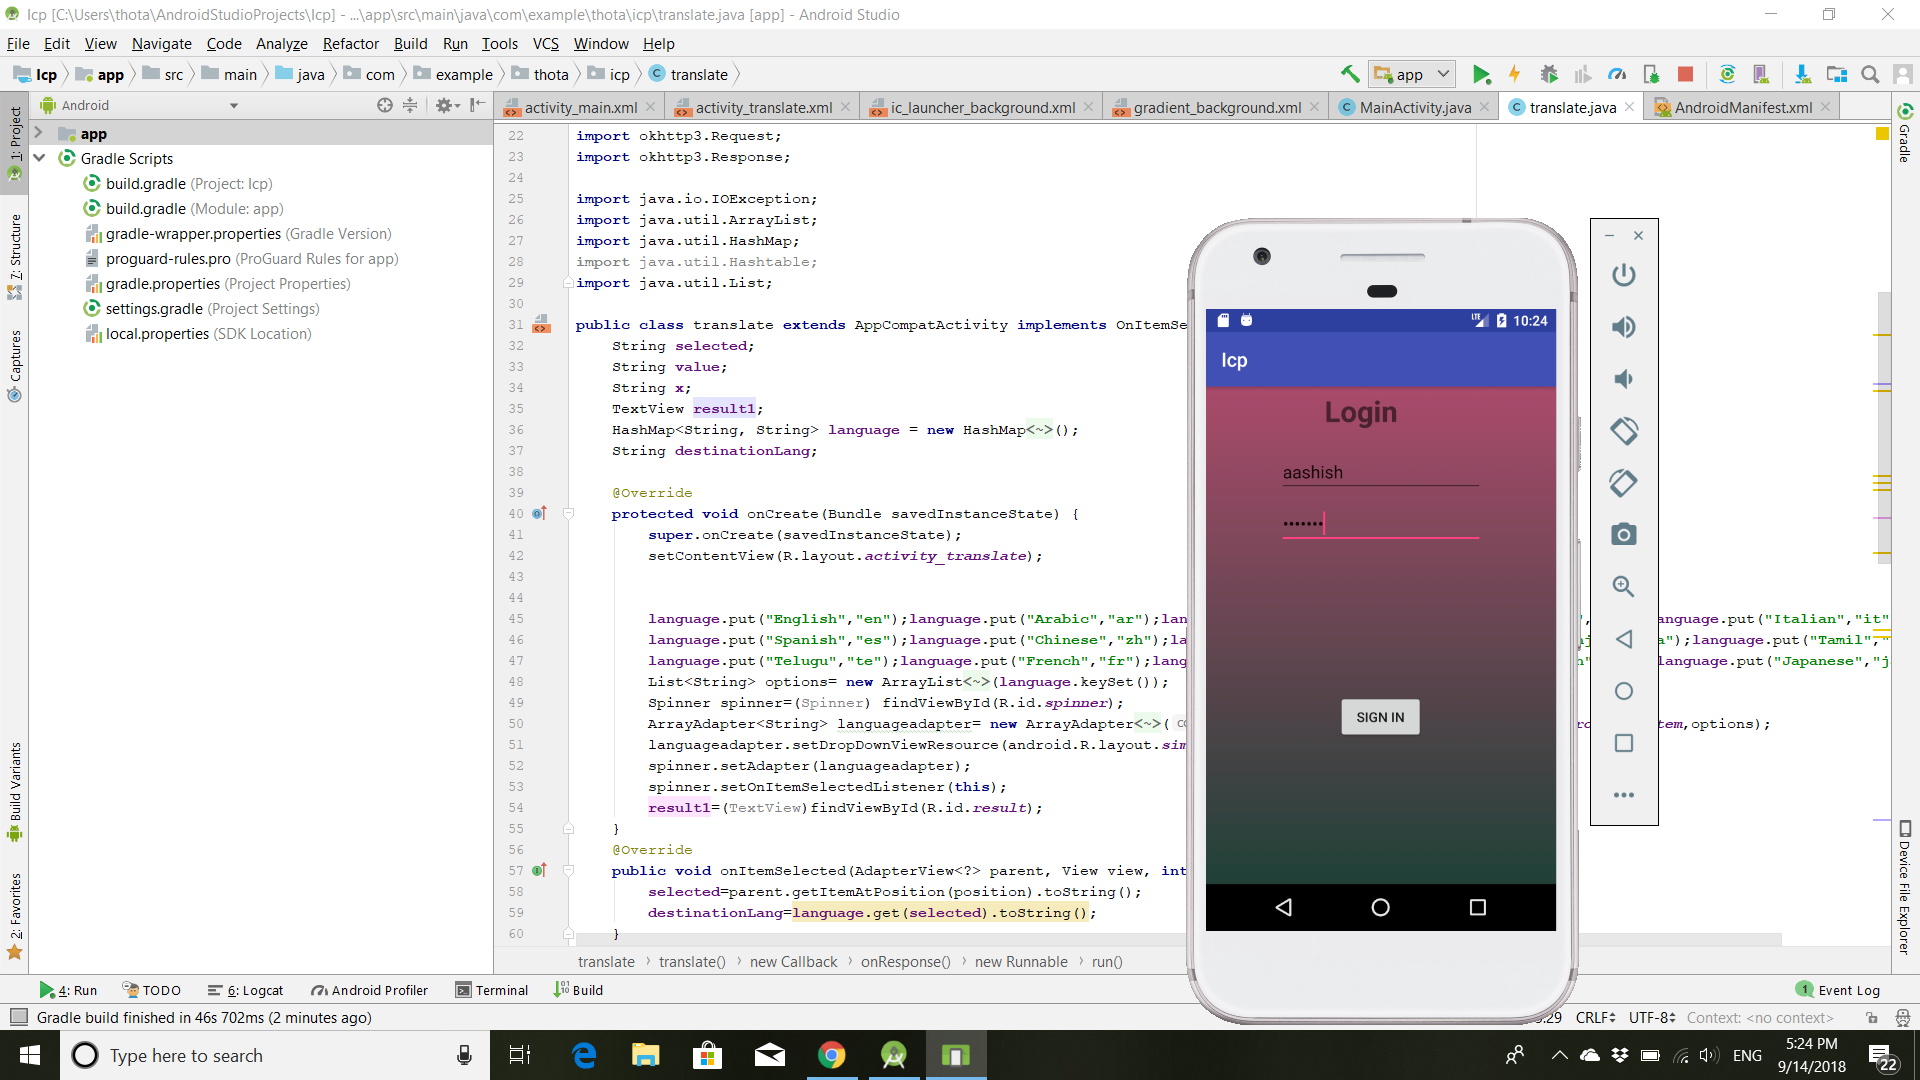 Icp [C:\Users\thota\AndroidStudioProjects\Icp] - ...\app\src\main\java\com\example\thota\icp\translate.java [app] - Android Studio
File Edit View Navigate Code Analyze Refactor Build Run Tools VCS Window Help
Icp app src main java com example thota icp translate app
1: Project
7: Structure
Captures
Build Variants
2: Favorites
Android
app
Gradle Scripts
build.gradle (Project: Icp)
build.gradle (Module: app)
gradle-wrapper.properties (Gradle Version)
proguard-rules.pro (ProGuard Rules for app)
gradle.properties (Project Properties)
settings.gradle (Project Settings)
local.properties (SDK Location)
activity_main.xml activity_translate.xml ic_launcher_background.xml gradient_background.xml MainActivity.java translate.java AndroidManifest.xml
22 import okhttp3.Request;
23 import okhttp3.Response;
24
25 import java.io.IOException;
26 import java.util.ArrayList;
27 import java.util.HashMap;
28 import java.util.Hashtable;
29 import java.util.List;
30
31 public class translate extends AppCompatActivity implements OnItemSe
32 String selected;
33 String value;
34 String x;
35 TextView result1;
36 HashMap<String, String> language = new HashMap<~>();
37 String destinationLang;
38
39 @Override
40 protected void onCreate(Bundle savedInstanceState) {
41 super.onCreate(savedInstanceState);
42 setContentView(R.layout.activity_translate);
43
44
45 language.put("English","en");language.put("Arabic","ar");lan ",language.put("Italian","it"
46 language.put("Spanish","es");language.put("Chinese","zh");la a");language.put("Tamil","
47 language.put("Telugu","te");language.put("French","fr");lang language.put("Japanese","j
48 List<String> options= new ArrayList<~>(language.keySet());
49 Spinner spinner=(Spinner) findViewById(R.id.spinner);
50 ArrayAdapter<String> languageadapter= new ArrayAdapter<~>( tem,options);
51 languageadapter.setDropDownViewResource(android.R.layout.sim
52 spinner.setAdapter(languageadapter);
53 spinner.setOnItemSelectedListener(this);
54 result1=(TextView)findViewById(R.id.result);
55 }
56 @Override
57 public void onItemSelected(AdapterView<?> parent, View view, int
58 selected=parent.getItemAtPosition(position).toString();
59 destinationLang=language.get(selected).toString();
60 }
translate translate() new Callback onResponse() new Runnable run()
LTE 10:24
Icp
Login
aashish
•••••••
SIGN IN
Gradle
Device File Explorer
4: Run TODO 6: Logcat Android Profiler Terminal Build 1 Event Log
Gradle build finished in 46s 702ms (2 minutes ago) :29 CRLF UTF-8 Context: <no context>
Type here to search
ENG
5:24 PM
9/14/2018
22